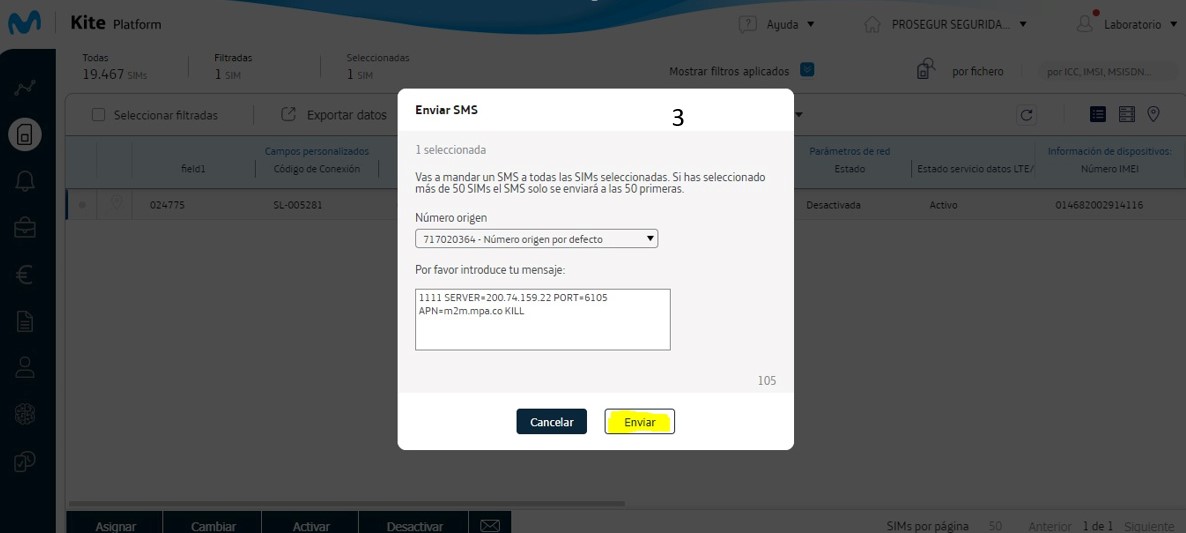 Kite Platform
Ayuda
PROSEGUR SEGURIDA...
Laboratorio
Todas
19.467 SIMs
Filtradas
1 SIM
Seleccionadas
1 SIM
Mostrar filtros aplicados
por fichero
por ICC, IMSI, MSISDN...
Seleccionar filtradas
Exportar datos
Campos personalizados
Parámetros de red
Información de dispositivos:
field1
Código de Conexión
Estado
Estado servicio datos LTE/
Número IMEI
024775
SL-005281
Desactivada
Activo
014682002914116
Enviar SMS
3
1 seleccionada
Vas a mandar un SMS a todas las SIMs seleccionadas. Si has seleccionado
más de 50 SIMs el SMS solo se enviará a las 50 primeras.
Número origen
717020364 - Número origen por defecto
Por favor introduce tu mensaje:
1111 SERVER=200.74.159.22 PORT=6105
APN=m2m.mpa.co KILL
105
Cancelar
Enviar
Asignar
Cambiar
Activar
Desactivar
SIMs por página
50
Anterior
1 de 1
Siguiente